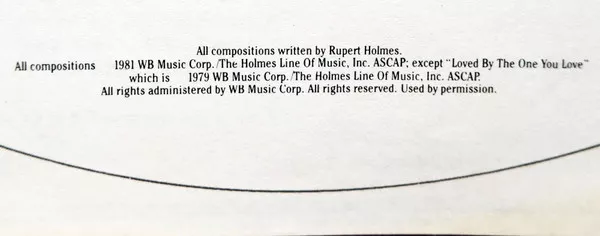 All compositions written by Rupert Holmes.
All compositions 1981 WB Music Corp./The Holmes Line Of Music, Inc. ASCAP; except "Loved By The One You Love"
which is 1979 WB Music Corp./The Holmes Line Of Music, Inc. ASCAP.
All rights administered by WB Music Corp. All rights reserved. Used by permission.